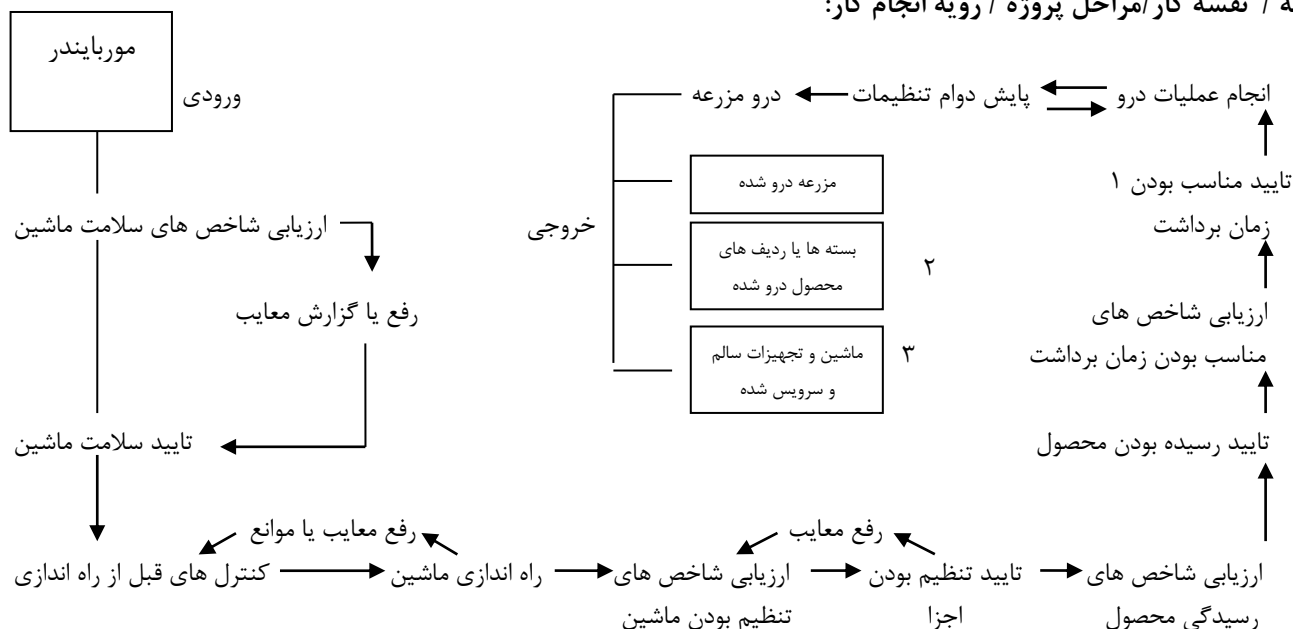 نقشه کار/مراحل پروژه / رویه انجام کار:
موربایندر
ورودی
انجام عملیات درو
پایش دوام تنظیمات
درو مزرعه
مزرعه درو شده
تایید مناسب بودن ۱
زمان برداشت
ارزیابی شاخص های سلامت ماشین
خروجی
بسته ها یا ردیف های
محصول درو شده
۲
رفع یا گزارش معایب
ارزیابی شاخص های
مناسب بودن زمان برداشت
ماشین و تجهیزات سالم
و سرویس شده
۳
تایید سلامت ماشین
تایید رسیده بودن محصول
رفع معایب یا موانع
رفع معایب
کنترل های قبل از راه اندازی
راه اندازی ماشین
ارزیابی شاخص های
تنظیم بودن ماشین
تایید تنظیم بودن
اجزا
ارزیابی شاخص های
رسیدگی محصول